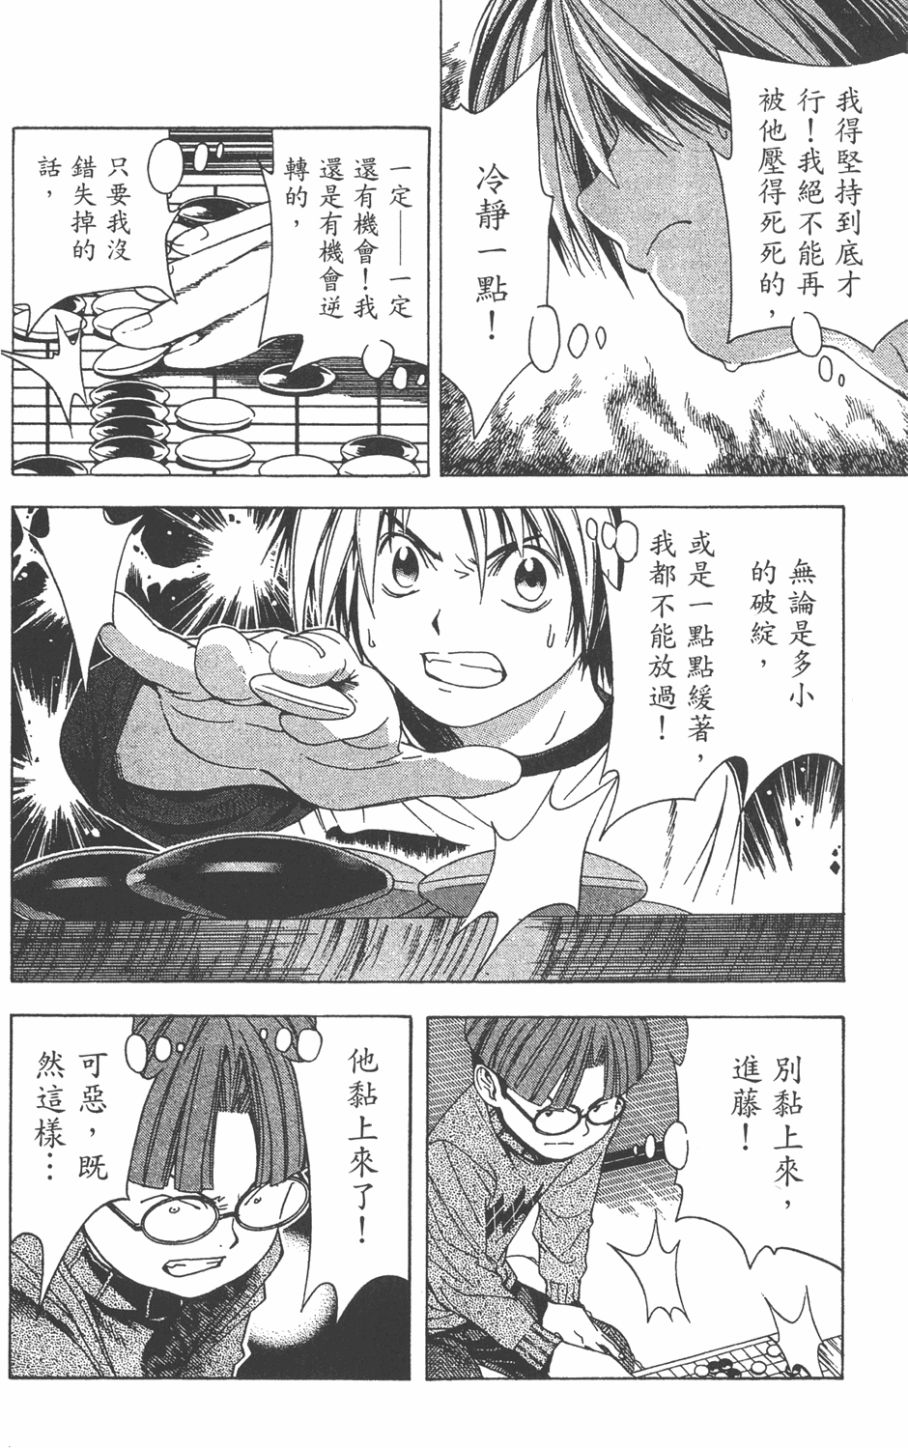 我得堅持到底才
行！我絕不能再
被他壓得死死的，
冷靜一點！
一定——一定
還有機會！我
還是有機會逆
轉的，
只要我沒
錯失掉的
話，
無論是多小
的破綻，
或是一點點緩著，
我都不能放過！
別黏上來，
進藤！
他黏上來了！
可惡，既
然這樣…